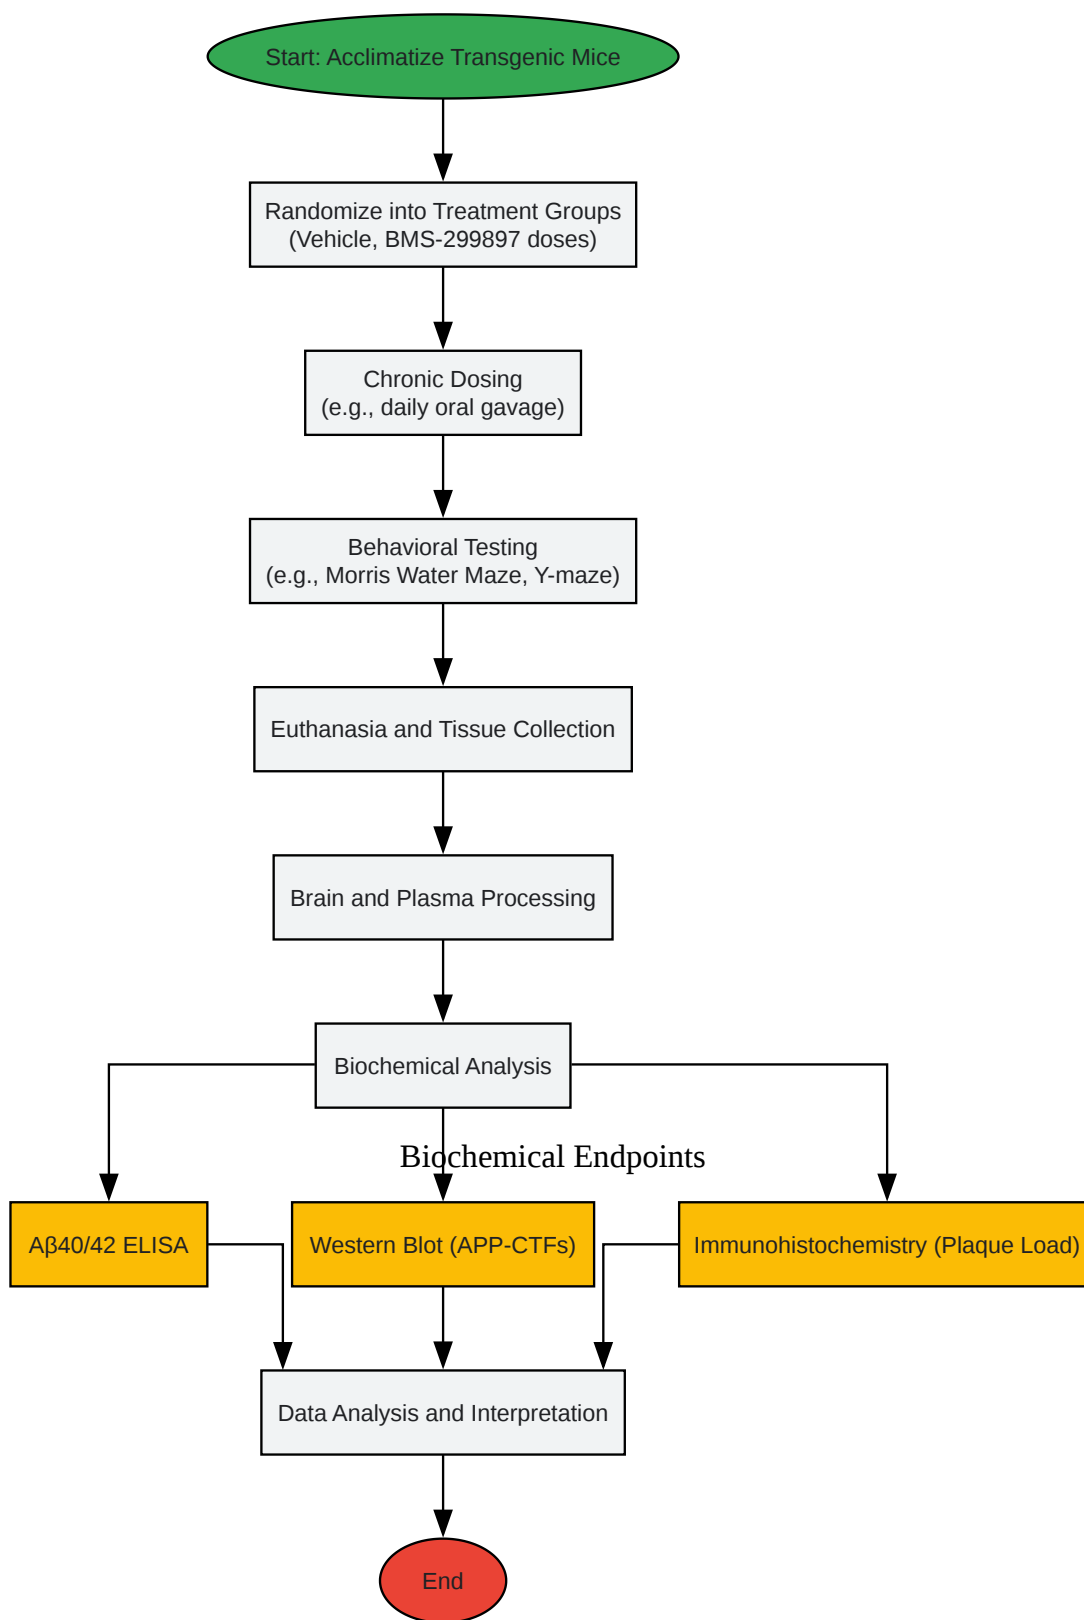 Start: Acclimatize Transgenic Mice
Randomize into Treatment Groups
(Vehicle, BMS-299897 doses)
Chronic Dosing
(e.g., daily oral gavage)
Behavioral Testing
(e.g., Morris Water Maze, Y-maze)
Euthanasia and Tissue Collection
Brain and Plasma Processing
Biochemical Analysis
Biochemical Endpoints
Aβ40/42 ELISA
Western Blot (APP-CTFs)
Immunohistochemistry (Plaque Load)
Data Analysis and Interpretation
End